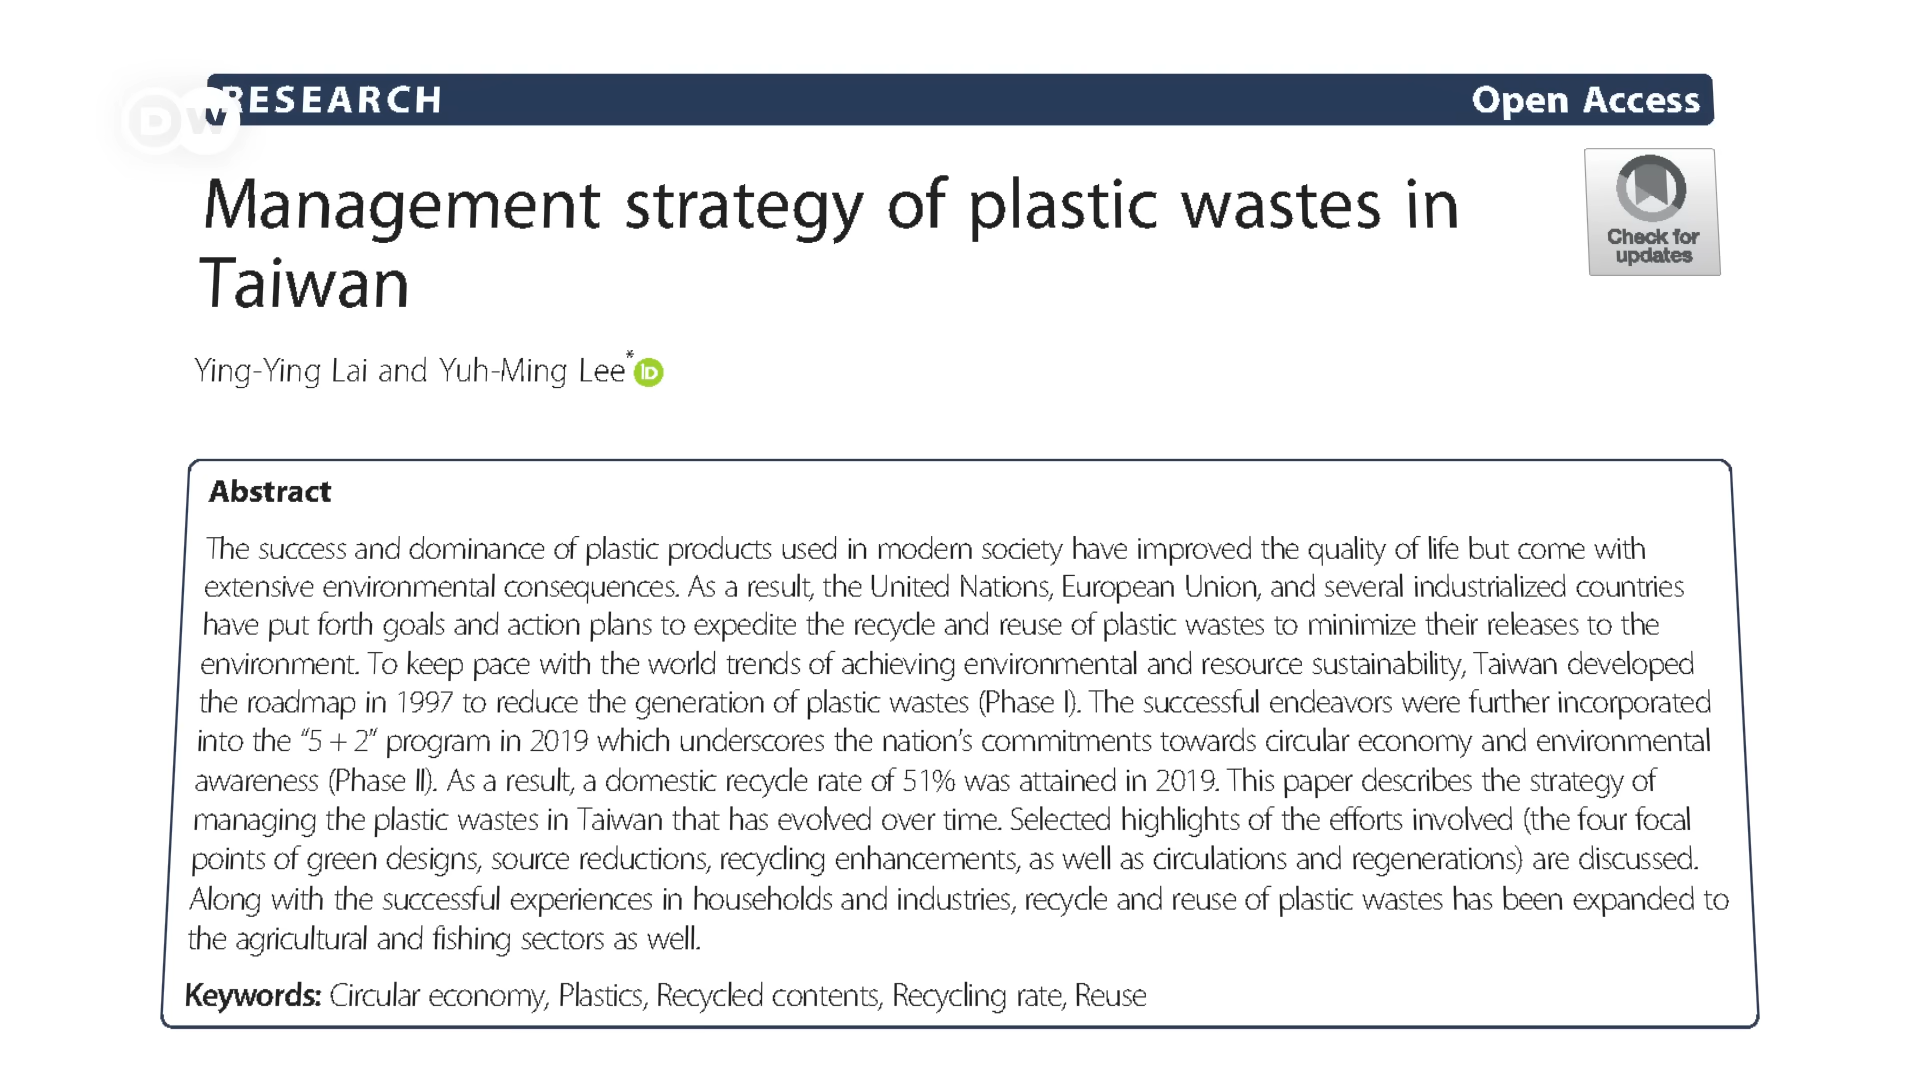 DW
RESEARCH
Open Access
Check for
updates
Management strategy of plastic wastes in
Taiwan
Ying-Ying Lai and Yuh-Ming Lee* iD
Abstract
The success and dominance of plastic products used in modern society have improved the quality of life but come with
extensive environmental consequences. As a result, the United Nations, European Union, and several industrialized countries
have put forth goals and action plans to expedite the recycle and reuse of plastic wastes to minimize their releases to the
environment. To keep pace with the world trends of achieving environmental and resource sustainability, Taiwan developed
the roadmap in 1997 to reduce the generation of plastic wastes (Phase I). The successful endeavors were further incorporated
into the “5 + 2” program in 2019 which underscores the nation’s commitments towards circular economy and environmental
awareness (Phase II). As a result, a domestic recycle rate of 51% was attained in 2019. This paper describes the strategy of
managing the plastic wastes in Taiwan that has evolved over time. Selected highlights of the efforts involved (the four focal
points of green designs, source reductions, recycling enhancements, as well as circulations and regenerations) are discussed.
Along with the successful experiences in households and industries, recycle and reuse of plastic wastes has been expanded to
the agricultural and fishing sectors as well.
Keywords: Circular economy, Plastics, Recycled contents, Recycling rate, Reuse